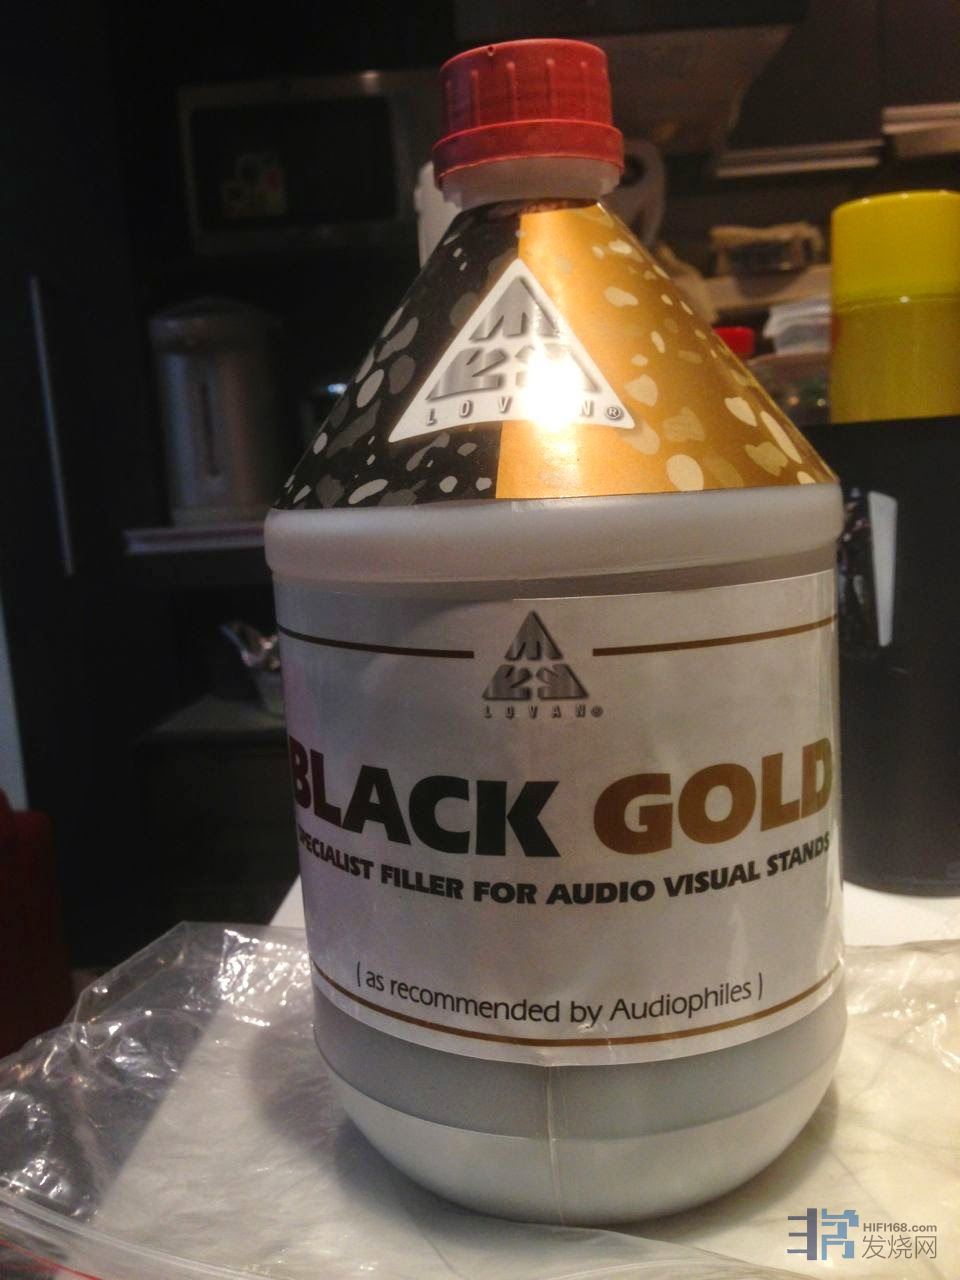 LOVAN®
LOVAN®
BLACK GOLD
SPECIALIST FILLER FOR AUDIO VISUAL STANDS
( as recommended by Audiophiles )
HIFI168.com
发烧网